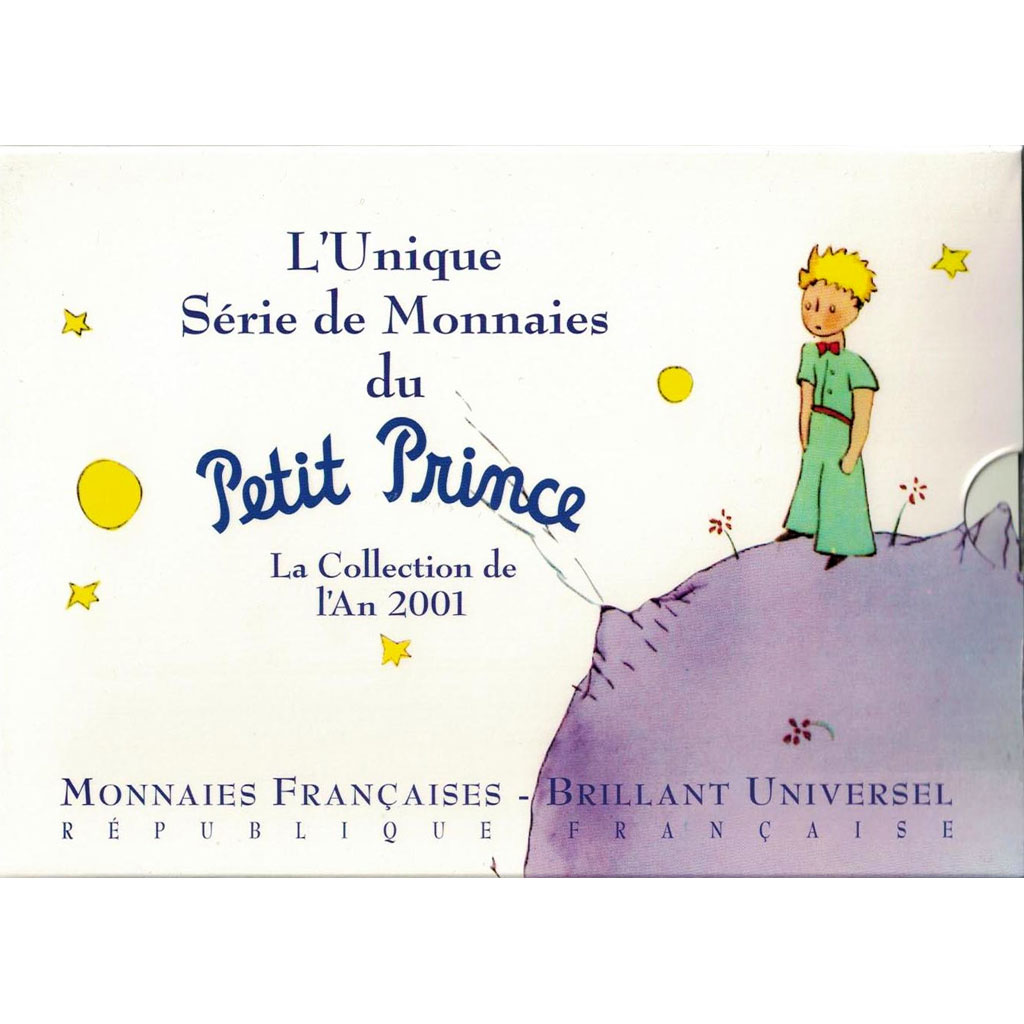 L'Unique
Série de Monnaies
du
Petit Prince
La Collection de
l'An 2001
MONNAIES FRANÇAISES - BRILLANT UNIVERSEL
RÉPUBLIQUE FRANÇAISE